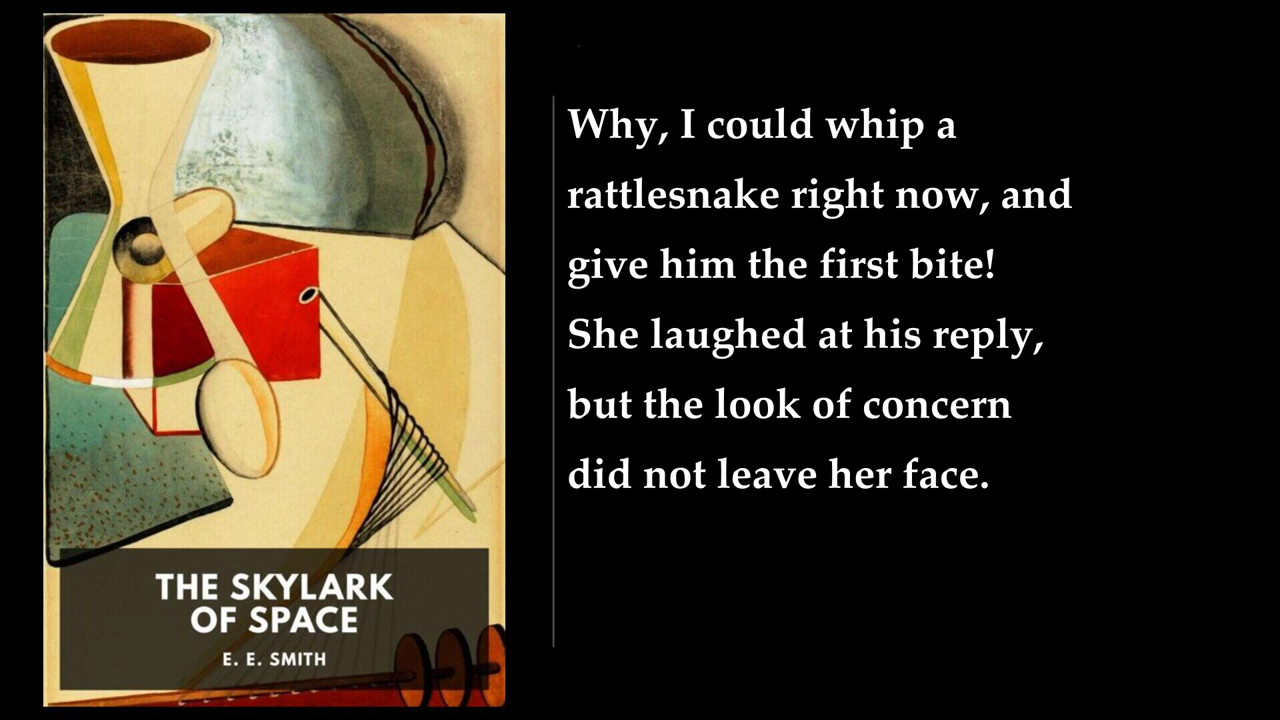 THE SKYLARK
OF SPACE
E. E. SMITH
Why, I could whip a
rattlesnake right now, and
give him the first bite!
She laughed at his reply,
but the look of concern
did not leave her face.